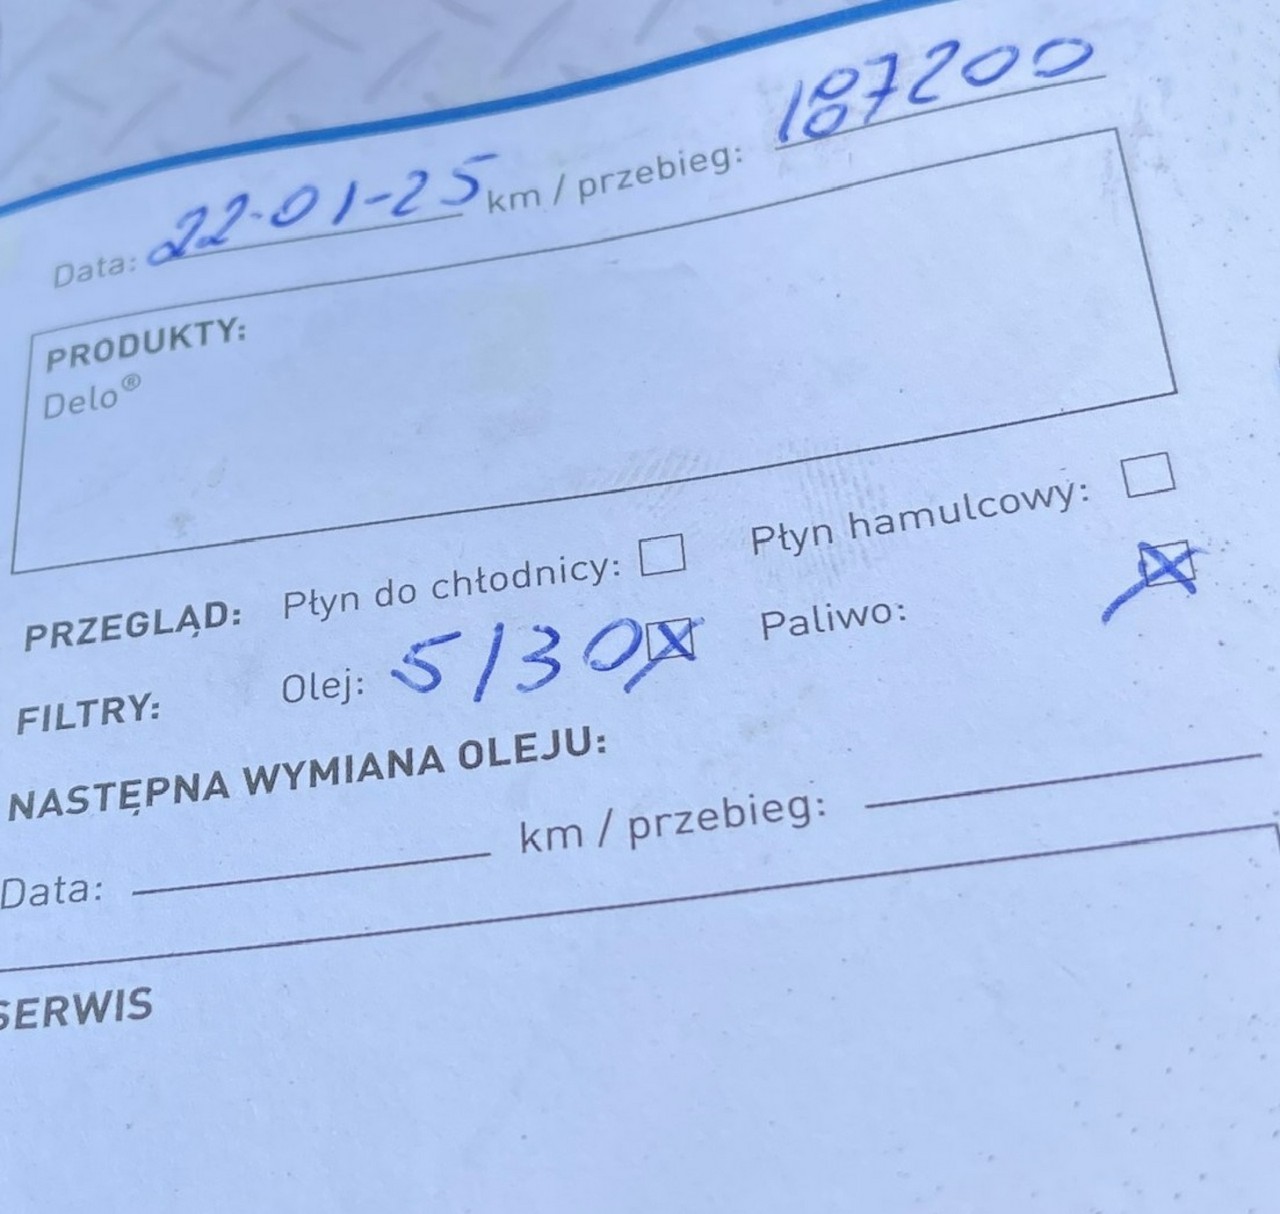 Data: 22-01-25 km / przebieg: 187200
PRODUKTY:
Delo®
PRZEGLĄD: Płyn do chłodnicy: ☐ Płyn hamulcowy: ☐
FILTRY: Olej: 5/30 ☒ Paliwo: ☒
NASTĘPNA WYMIANA OLEJU:
Data: km / przebieg:
SERWIS